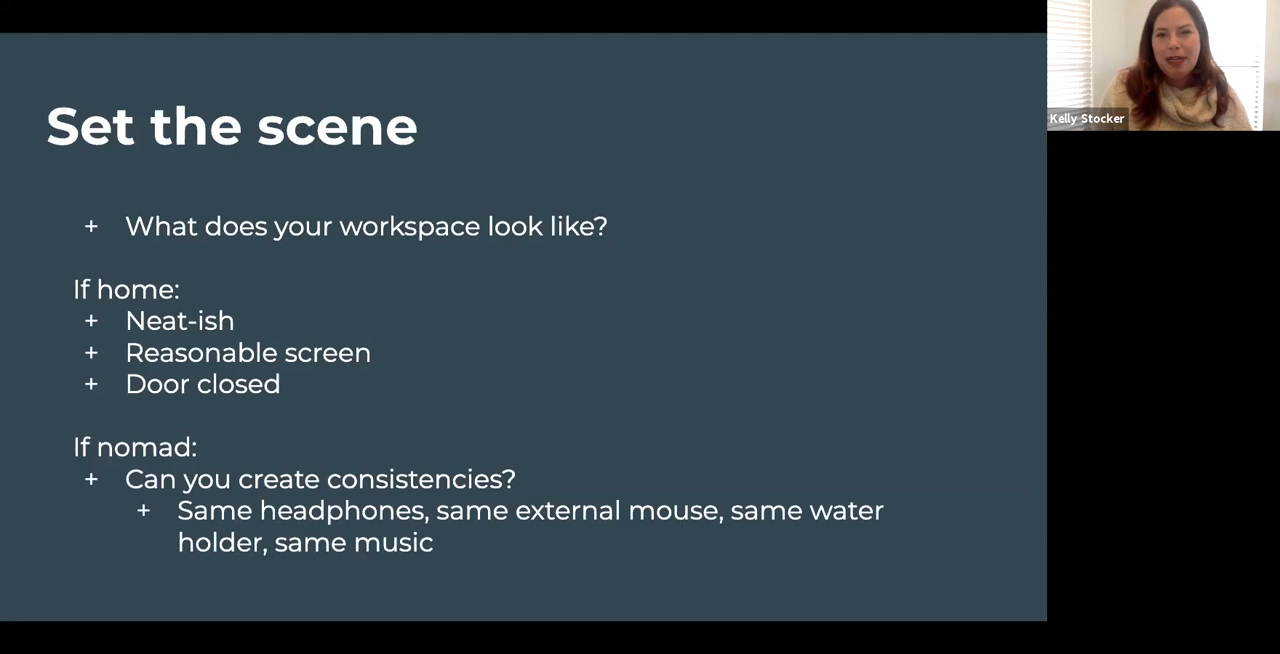 Set the scene
+ What does your workspace look like?
If home:
+ Neat-ish
+ Reasonable screen
+ Door closed
If nomad:
+ Can you create consistencies?
+ Same headphones, same external mouse, same water
holder, same music
Kelly Stocker